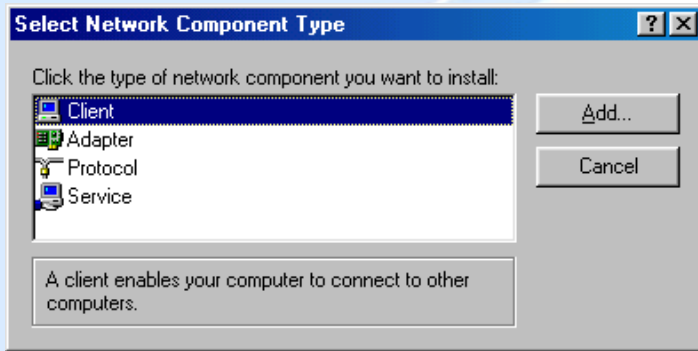 Select Network Component Type
Click the type of network component you want to install:
Client
Add...
Adapter
Protocol
Cancel
Service
A client enables your computer to connect to other
computers.